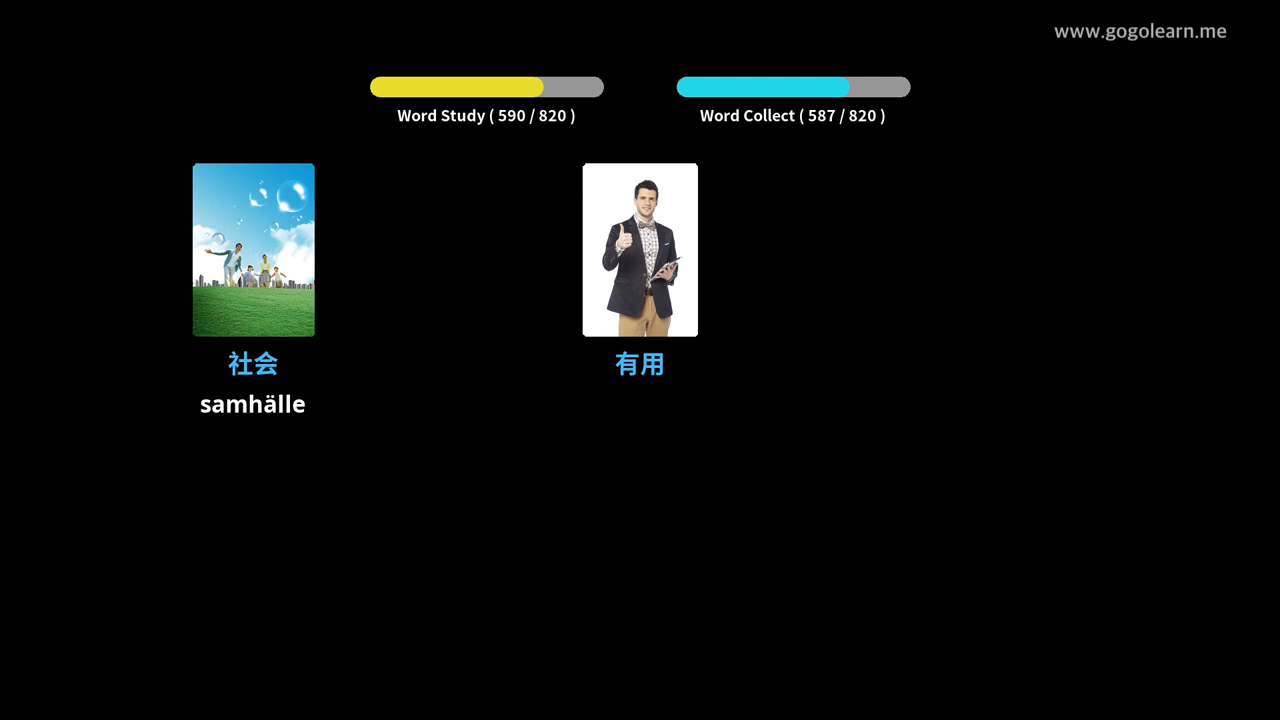 www.gogolearn.me
Word Study ( 590 / 820 )
Word Collect ( 587 / 820 )
社会
有用
samhälle